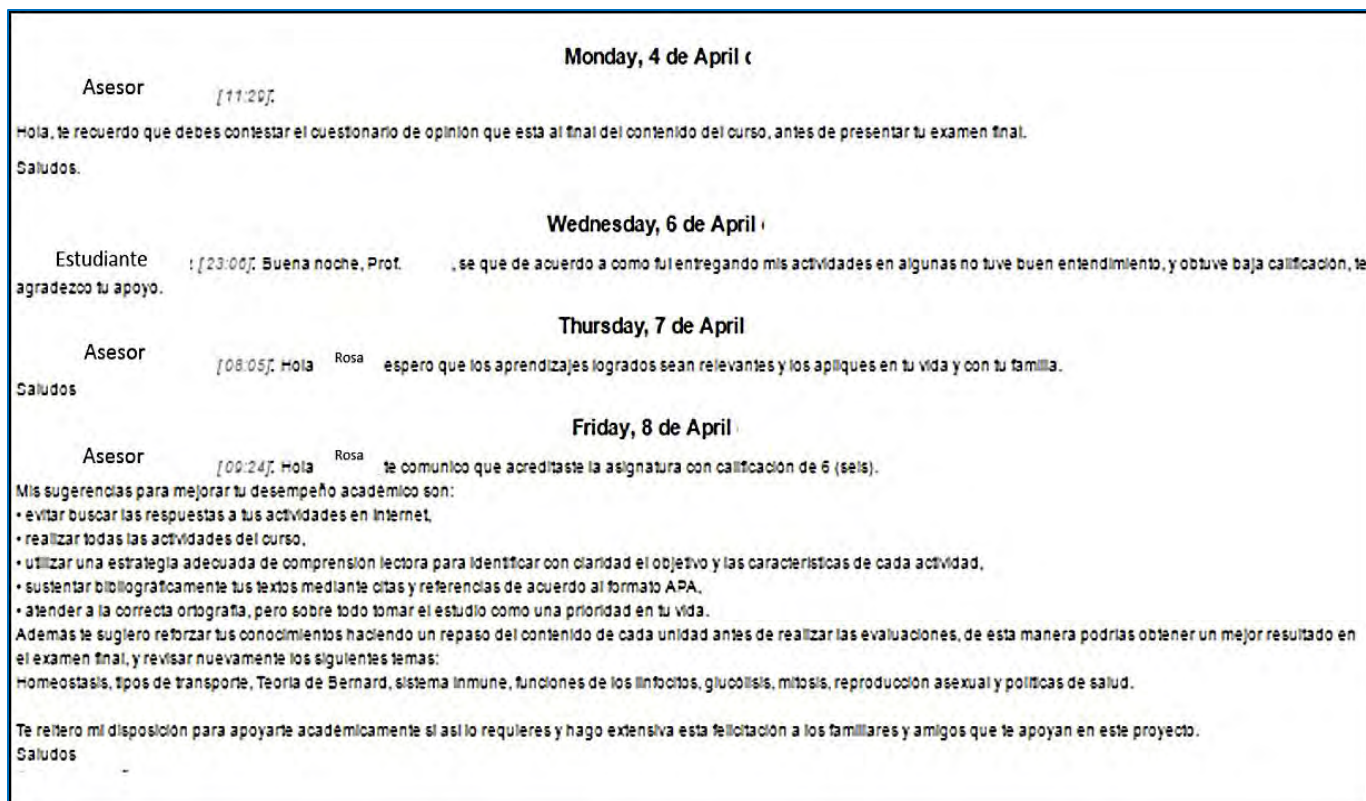 Monday, 4 de April
Asesor [11:29]:
Hola, te recuerdo que debes contestar el cuestionario de opinión que está al final del contenido del curso, antes de presentar tu examen final.
Saludos.
Wednesday, 6 de April
Estudiante : [23:06]: Buena noche, Prof. , se que de acuerdo a como fui entregando mis actividades en algunas no tuve buen entendimiento, y obtuve baja calificación, te
agradezco tu apoyo.
Thursday, 7 de April
Asesor [08:05]: Hola Rosa espero que los aprendizajes logrados sean relevantes y los apliques en tu vida y con tu familia.
Saludos
Friday, 8 de April
Asesor [09:24]: Hola Rosa te comunico que acreditaste la asignatura con calificación de 6 (seis).
Mis sugerencias para mejorar tu desempeño académico son:
• evitar buscar las respuestas a tus actividades en Internet,
• realizar todas las actividades del curso,
• utilizar una estrategia adecuada de comprensión lectora para identificar con claridad el objetivo y las características de cada actividad,
• sustentar bibliográficamente tus textos mediante citas y referencias de acuerdo al formato APA,
• atender a la correcta ortografía, pero sobre todo tomar el estudio como una prioridad en tu vida.
Además te sugiero reforzar tus conocimientos haciendo un repaso del contenido de cada unidad antes de realizar las evaluaciones, de esta manera podrías obtener un mejor resultado en
el examen final, y revisar nuevamente los siguientes temas:
Homeostasis, tipos de transporte, Teoría de Bernard, sistema inmune, funciones de los linfocitos, glucólisis, mitosis, reproducción asexual y políticas de salud.
Te reitero mi disposición para apoyarte académicamente si así lo requieres y hago extensiva esta felicitación a los familiares y amigos que te apoyan en este proyecto.
Saludos